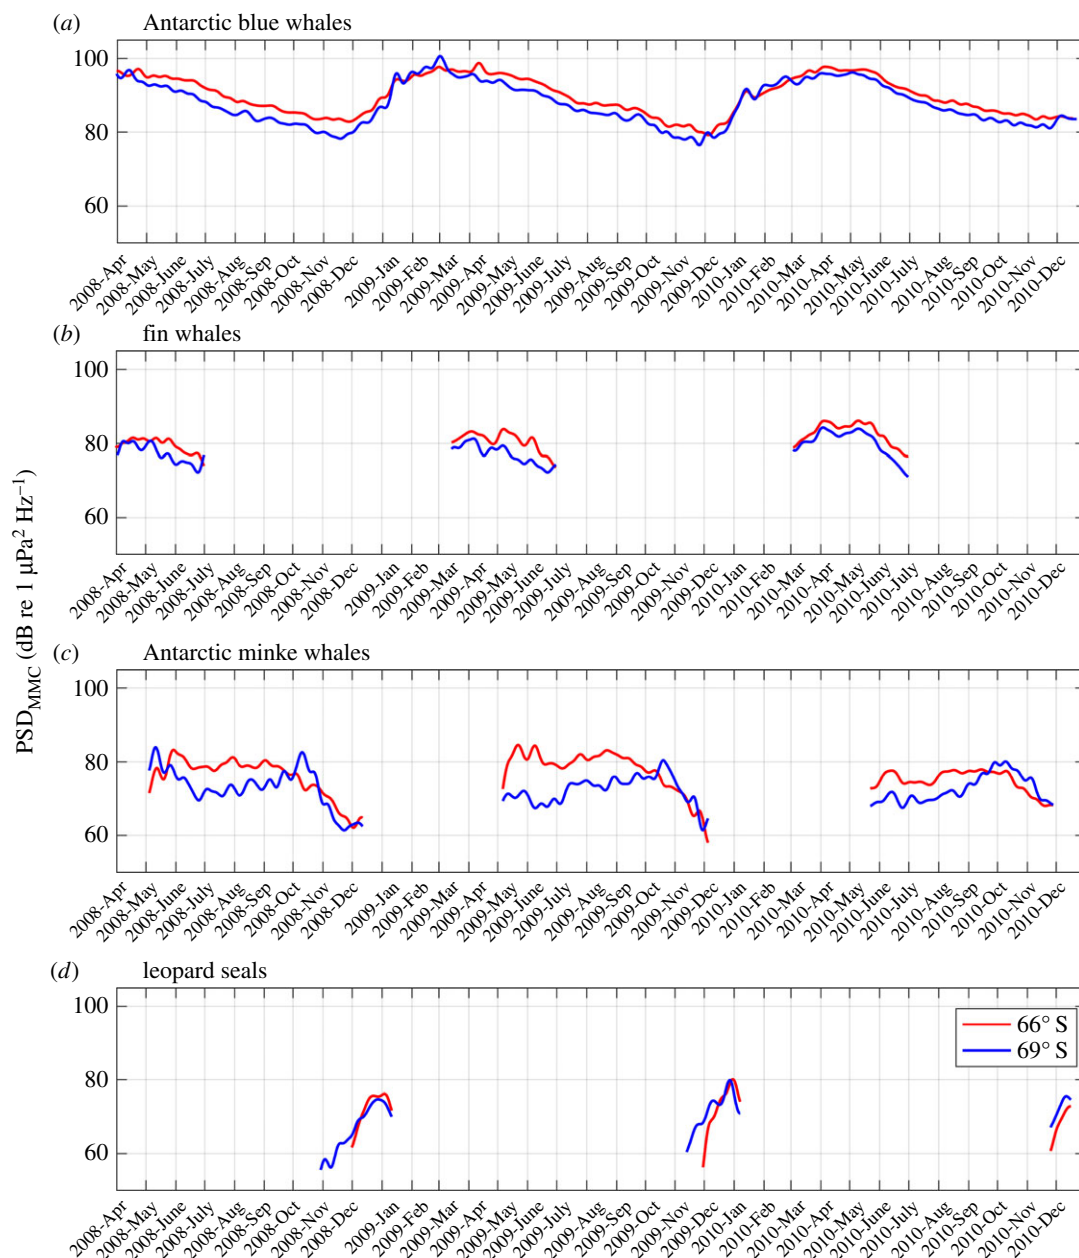 (a) Antarctic blue whales
100
80
60
2008-Apr 2008-May 2008-June 2008-July 2008-Aug 2008-Sep 2008-Oct 2008-Nov 2008-Dec 2009-Jan 2009-Feb 2009-Mar 2009-Apr 2009-May 2009-June 2009-July 2009-Aug 2009-Sep 2009-Oct 2009-Nov 2009-Dec 2010-Jan 2010-Feb 2010-Mar 2010-Apr 2010-May 2010-June 2010-July 2010-Aug 2010-Sep 2010-Oct 2010-Nov 2010-Dec
(b) fin whales
100
80
60
2008-Apr 2008-May 2008-June 2008-July 2008-Aug 2008-Sep 2008-Oct 2008-Nov 2008-Dec 2009-Jan 2009-Feb 2009-Mar 2009-Apr 2009-May 2009-June 2009-July 2009-Aug 2009-Sep 2009-Oct 2009-Nov 2009-Dec 2010-Jan 2010-Feb 2010-Mar 2010-Apr 2010-May 2010-June 2010-July 2010-Aug 2010-Sep 2010-Oct 2010-Nov 2010-Dec
PSD_MMC (dB re 1 µPa² Hz⁻¹)
(c) Antarctic minke whales
100
80
60
2008-Apr 2008-May 2008-June 2008-July 2008-Aug 2008-Sep 2008-Oct 2008-Nov 2008-Dec 2009-Jan 2009-Feb 2009-Mar 2009-Apr 2009-May 2009-June 2009-July 2009-Aug 2009-Sep 2009-Oct 2009-Nov 2009-Dec 2010-Jan 2010-Feb 2010-Mar 2010-Apr 2010-May 2010-June 2010-July 2010-Aug 2010-Sep 2010-Oct 2010-Nov 2010-Dec
(d) leopard seals
100
80
60
66° S
69° S
2008-Apr 2008-May 2008-June 2008-July 2008-Aug 2008-Sep 2008-Oct 2008-Nov 2008-Dec 2009-Jan 2009-Feb 2009-Mar 2009-Apr 2009-May 2009-June 2009-July 2009-Aug 2009-Sep 2009-Oct 2009-Nov 2009-Dec 2010-Jan 2010-Feb 2010-Mar 2010-Apr 2010-May 2010-June 2010-July 2010-Aug 2010-Sep 2010-Oct 2010-Nov 2010-Dec